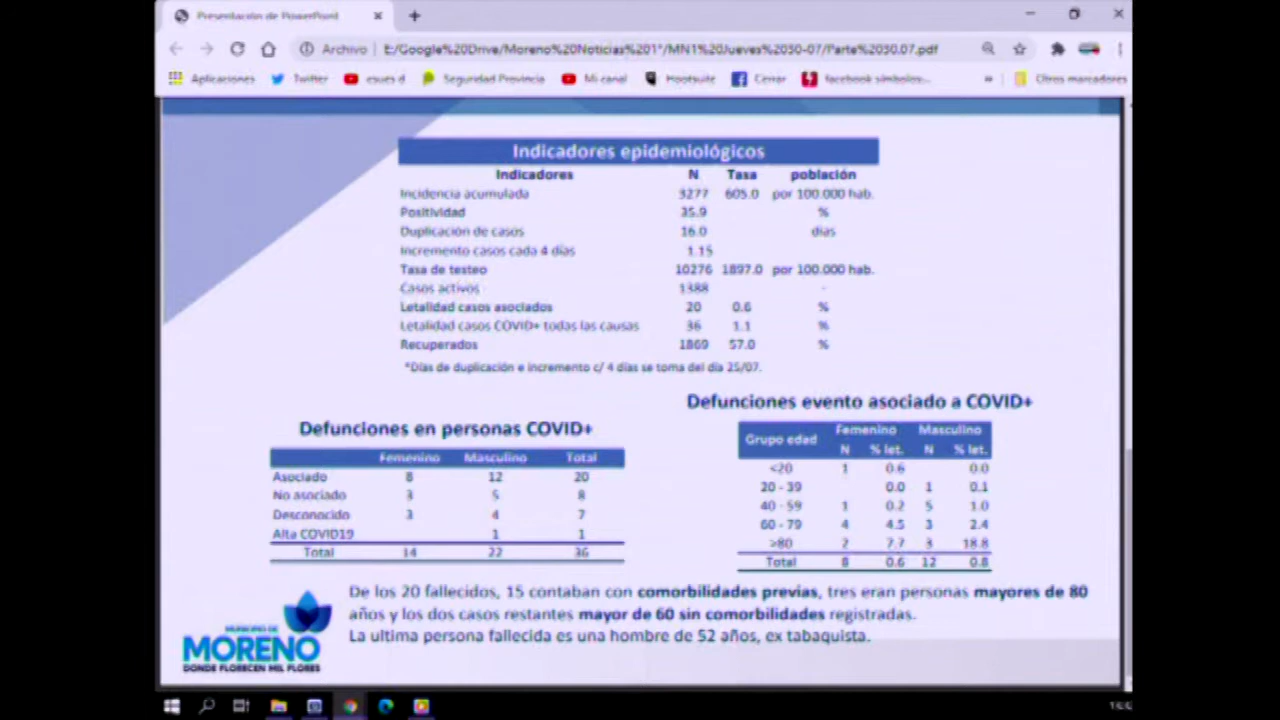 Presentación de PowerPoint
Archivo | E:/Google%20Drive/Moreno%20Noticias%201°/MN1%20Jueves%2030-07/Parte%2030.07.pdf
Aplicaciones Twitter Seguridad Provincia Mi canal Hootsuite Cerrar facebook simbolos... » Otros marcadores
Indicadores epidemiológicos
Indicadores N Tasa población
Incidencia acumulada 3277 605.0 por 100.000 hab.
Positividad 35.9 %
Duplicación de casos 16.0 días
Incremento casos cada 4 días 1.15
Tasa de testeo 10276 1897.0 por 100.000 hab.
Casos activos 1388 -
Letalidad casos asociados 20 0.6 %
Letalidad casos COVID+ todas las causas 36 1.1 %
Recuperados 1869 57.0 %
*Días de duplicación e incremento c/ 4 días se toma del día 25/07.
Defunciones en personas COVID+
Femenino Masculino Total
Asociado 8 12 20
No asociado 3 5 8
Desconocido 3 4 7
Alta COVID19 1 1
Total 14 22 36
Defunciones evento asociado a COVID+
Grupo edad Femenino Masculino
N % let. N % let.
<20 1 0.6 0.0
20 - 39 0.0 1 0.1
40 - 59 1 0.2 5 1.0
60 - 79 4 4.5 3 2.4
>80 2 7.7 3 18.8
Total 8 0.6 12 0.8
De los 20 fallecidos, 15 contaban con comorbilidades previas, tres eran personas mayores de 80
años y los dos casos restantes mayor de 60 sin comorbilidades registradas.
La ultima persona fallecida es una hombre de 52 años, ex tabaquista.
MUNICIPIO DE
MORENO
DONDE FLORECEN MIL FLORES